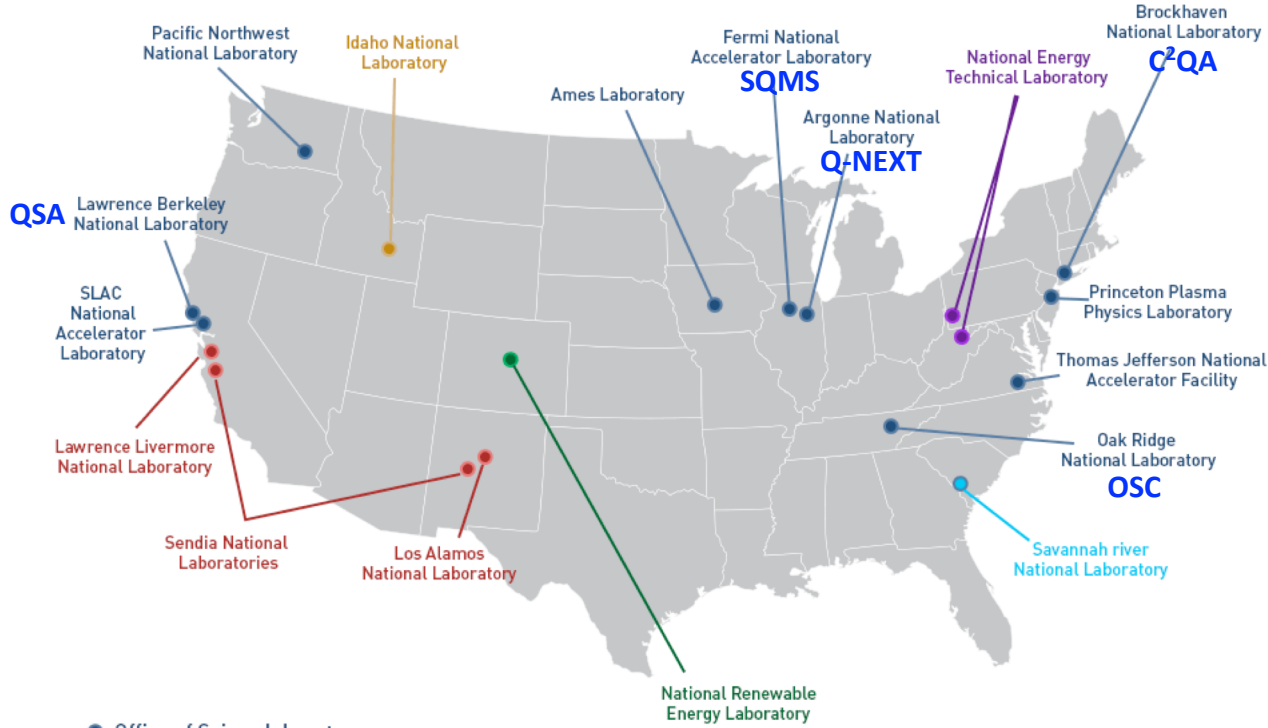 Pacific Northwest
National Laboratory
Idaho National
Laboratory
Ames Laboratory
Fermi National
Accelerator Laboratory
SQMS
Argonne National
Laboratory
Q-NEXT
National Energy
Technical Laboratory
Brockhaven
National Laboratory
C²QA
QSA
Lawrence Berkeley
National Laboratory
SLAC
National
Accelerator
Laboratory
Princeton Plasma
Physics Laboratory
Thomas Jefferson National
Accelerator Facility
Lawrence Livermore
National Laboratory
Oak Ridge
National Laboratory
OSC
Sendia National
Laboratories
Los Alamos
National Laboratory
Savannah river
National Laboratory
National Renewable
Energy Laboratory